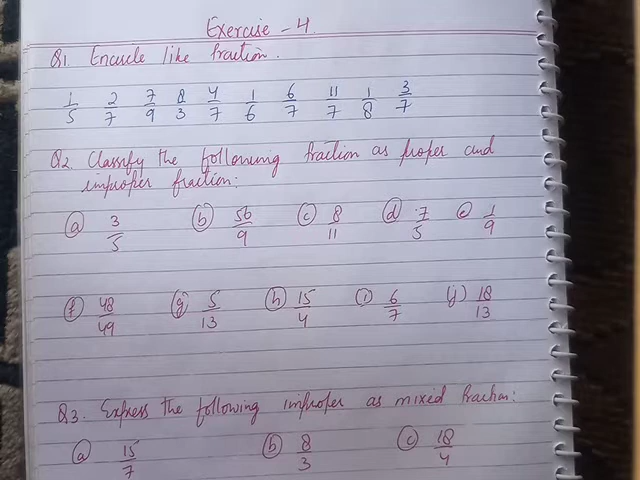 Exercise - 4
Q1. Encircle like fraction.
1/5 2/7 7/9 8/3 4/7 1/6 6/7 11/7 1/8 3/7
Q2. Classify the following fraction as proper and
improper fraction:
(a) 3/5 (b) 56/9 (c) 8/11 (d) 7/5 (e) 1/9
(f) 48/49 (g) 5/13 (h) 15/4 (i) 6/7 (j) 18/13
Q3. Express the following improper as mixed fraction:
(a) 15/7 (b) 8/3 (c) 18/4